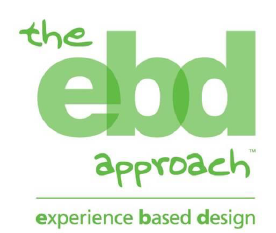 the
ebd
approach™
experience based design